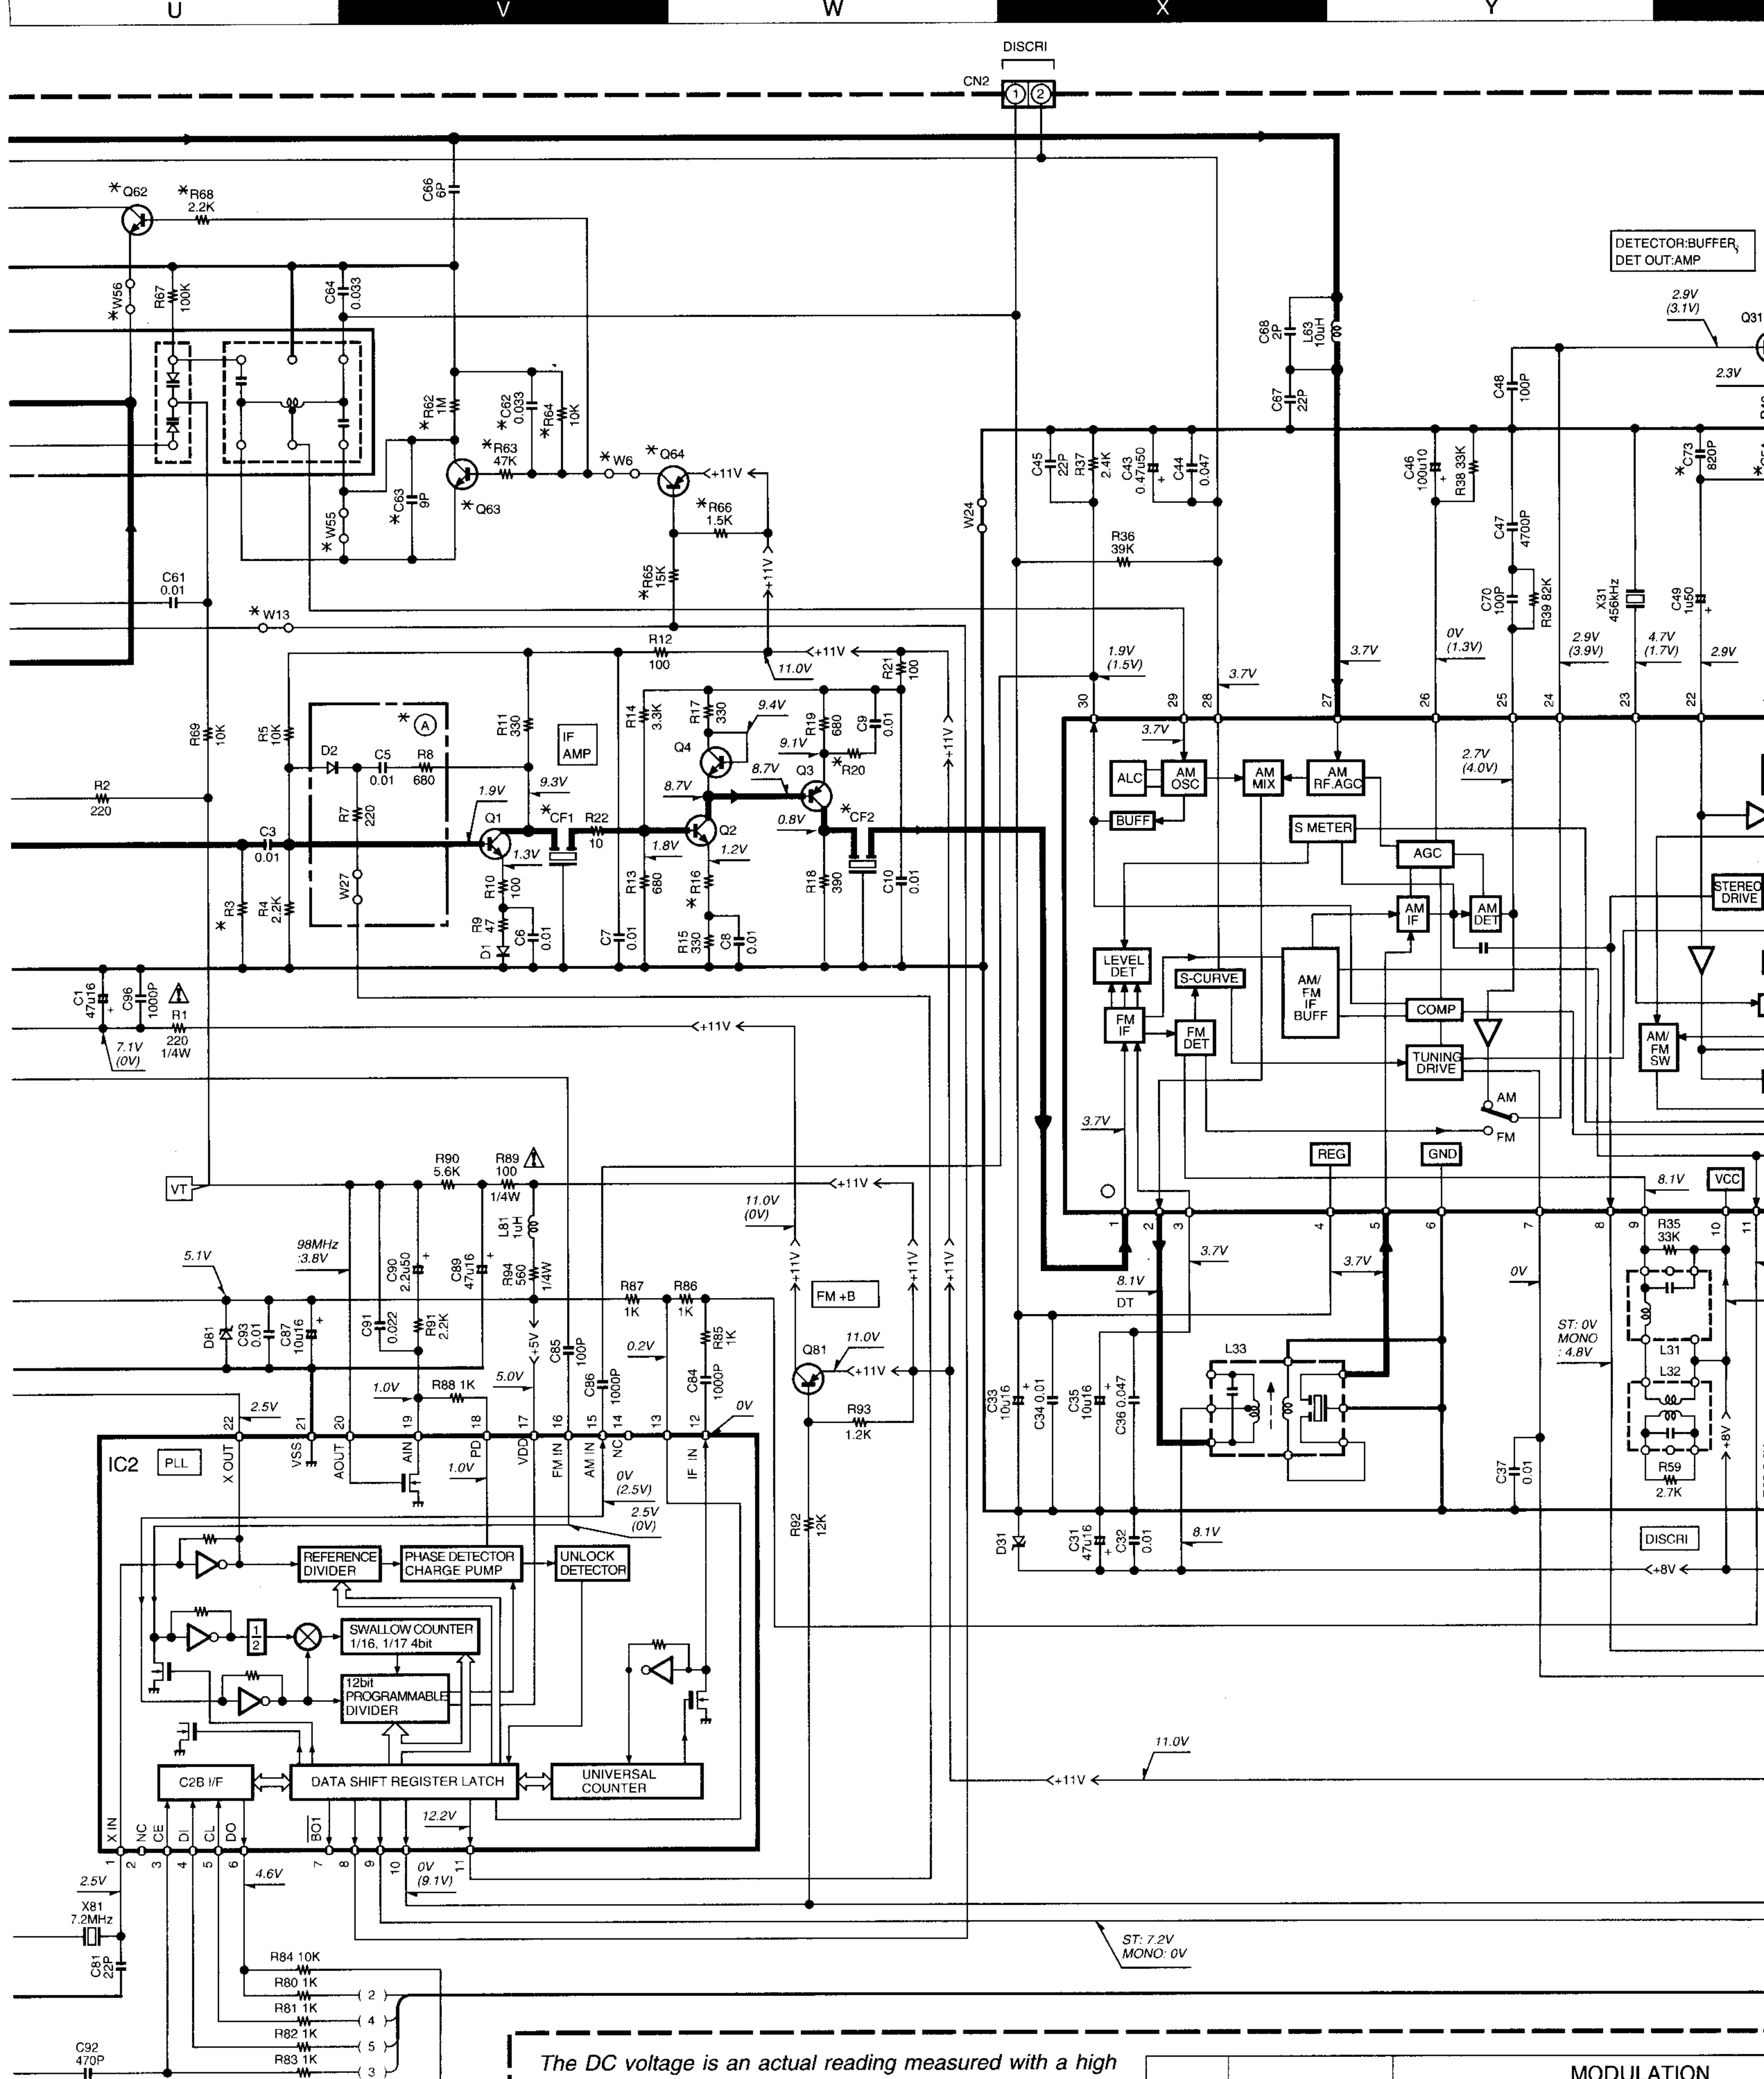 U V W X Y
DISCRI
CN2
1 2
*Q62
*R68
2.2K
C66
6P
DETECTOR:BUFFER,
DET OUT:AMP
*W56
R67
100K
C64
0.033
2.9V
(3.1V)
Q31
2.3V
C68
2P
L63
10uH
C67
22P
C48
100P
*R62
1M
*C62
0.033
*R64
10K
*R63
47K
*W6
*Q64
+11V
*Q63
*C63
9P
*W55
*R66
1.5K
*R65
15K
+11V
W24
C45
22P
R37
2.4K
C43
0.47u50
C44
0.047
R36
39K
C46
100u10
R38 33K
C47
4700P
C70
100P
R39 82K
X31
456kHz
*C73
820P
C49
1u50
C61
0.01
*W13
R12
100
+11V
11.0V
R21
100
1.9V
(1.5V)
3.7V
3.7V
0V
(1.3V)
2.9V
(3.9V)
4.7V
(1.7V)
2.9V
30 29 28 27 26 25 24 23 22
R69
10K
R5
10K
* A
D2
C5
0.01
R8
680
R7
220
W27
R11
330
IF
AMP
9.3V
R14
3.3K
R17
330
9.4V
Q4
R19
680
C9
0.01
9.1V
*R20
8.7V
8.7V
Q3
+11V
R2
220
C3
0.01
1.9V
Q1
*CF1
R22
10
Q2
0.8V
*CF2
1.3V
1.8V
1.2V
R3
*
R4
2.2K
R10
100
R9
47
D1
C6
0.01
C7
0.01
R13
680
R16
*
R15
330
C8
0.01
R18
390
C10
0.01
3.7V
ALC
AM
OSC
AM
MIX
AM
RF.AGC
2.7V
(4.0V)
BUFF
S METER
AGC
AM
IF
AM
DET
STEREO
DRIVE
LEVEL
DET
S-CURVE
AM/
FM
IF
BUFF
FM
IF
FM
DET
COMP
TUNING
DRIVE
AM/
FM
SW
AM
FM
3.7V
REG
GND
VCC
8.1V
C1
47u16
C96
1000P
R1
220
1/4W
7.1V
(0V)
+11V
VT
R90
5.6K
R89
100
1/4W
+11V
11.0V
(0V)
1 2 3 4 5 6 7 8 9 10 11
5.1V
98MHz
:3.8V
C90
2.2u50
C89
47u16
L81
1uH
R94
560
1/4W
+11V
+11V
+11V
FM +B
R87
1K
R86
1K
R85
1K
D81
C93
0.01
C87
10u16
C91
0.022
R91
2.2K
+5V
C85
100P
0.2V
C84
1000P
Q81
11.0V
+11V
R93
1.2K
1.0V
R88 1K
5.0V
C86
1000P
0V
2.5V
22 21 20 19 18 17 16 15 14 13 12
IC2
PLL
X OUT
VSS
AOUT
AIN
PD
VDD
FM IN
AM IN
NC
IF IN
1.0V
0V
(2.5V)
2.5V
(0V)
R92
12K
8.1V
DT
3.7V
3.7V
L33
C33
10u16
C34 0.01
C35
10u16
C36 0.047
0V
ST: 0V
MONO
: 4.8V
R35
33K
L31
L32
+8V
R59
2.7K
C37
0.01
D31
C31
47u16
C32
0.01
8.1V
DISCRI
+8V
REFERENCE
DIVIDER
PHASE DETECTOR
CHARGE PUMP
UNLOCK
DETECTOR
1
2
SWALLOW COUNTER
1/16, 1/17 4bit
12bit
PROGRAMMABLE
DIVIDER
C2B I/F
DATA SHIFT REGISTER LATCH
UNIVERSAL
COUNTER
11.0V
+11V
X IN
NC
CE
DI
CL
DO
BO1
12.2V
1 2 3 4 5 6 7 8 9 10 11
2.5V
4.6V
0V
(9.1V)
X81
7.2MHz
C81
22P
ST: 7.2V
MONO: 0V
R84 10K
R80 1K ( 2 )
R81 1K ( 4 )
R82 1K ( 5 )
R83 1K ( 3 )
C92
470P
The DC voltage is an actual reading measured with a high
MODULATION